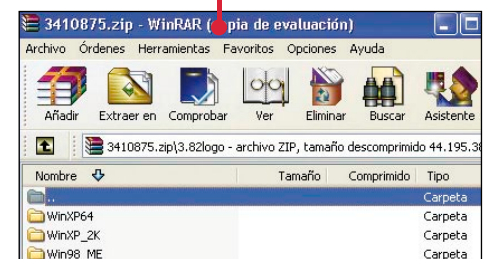 3410875.zip - WinRAR (copia de evaluación)
Archivo Órdenes Herramientas Favoritos Opciones Ayuda
Añadir Extraer en Comprobar Ver Eliminar Buscar Asistente
3410875.zip\3.82logo - archivo ZIP, tamaño descomprimido 44.195.38
Nombre Tamaño Comprimido Tipo
.. Carpeta
WinXP64 Carpeta
WinXP_2K Carpeta
Win98_ME Carpeta